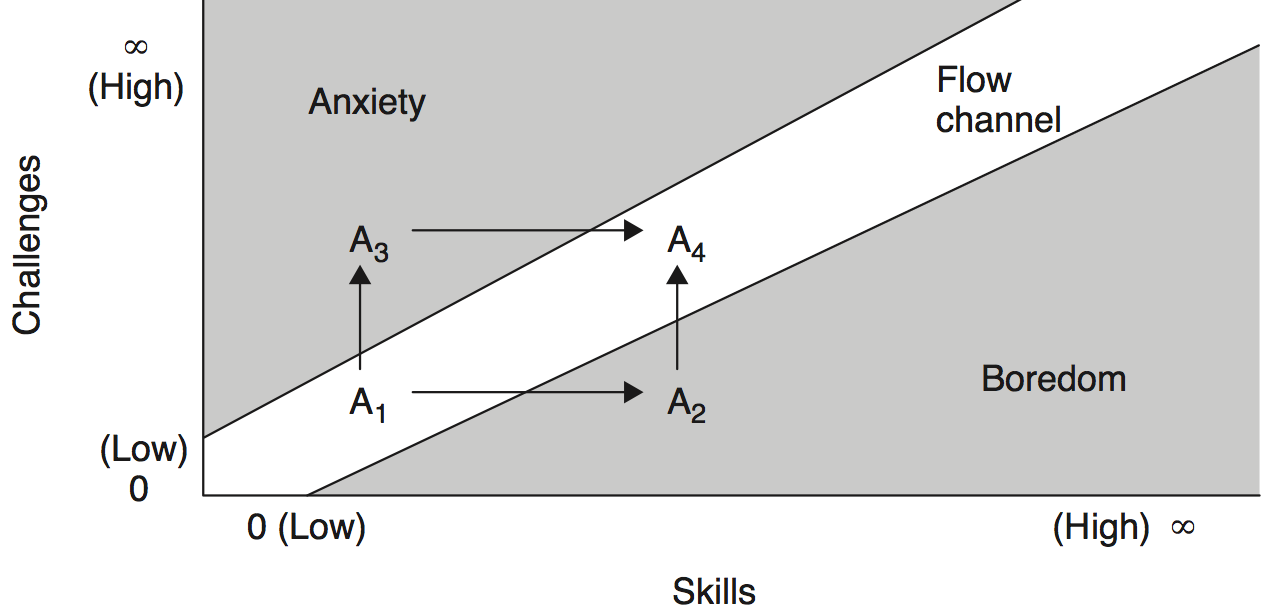 ∞
(High)
Anxiety
Flow
channel
Challenges
A₃
A₄
A₁
A₂
Boredom
(Low)
0
0 (Low)
(High) ∞
Skills